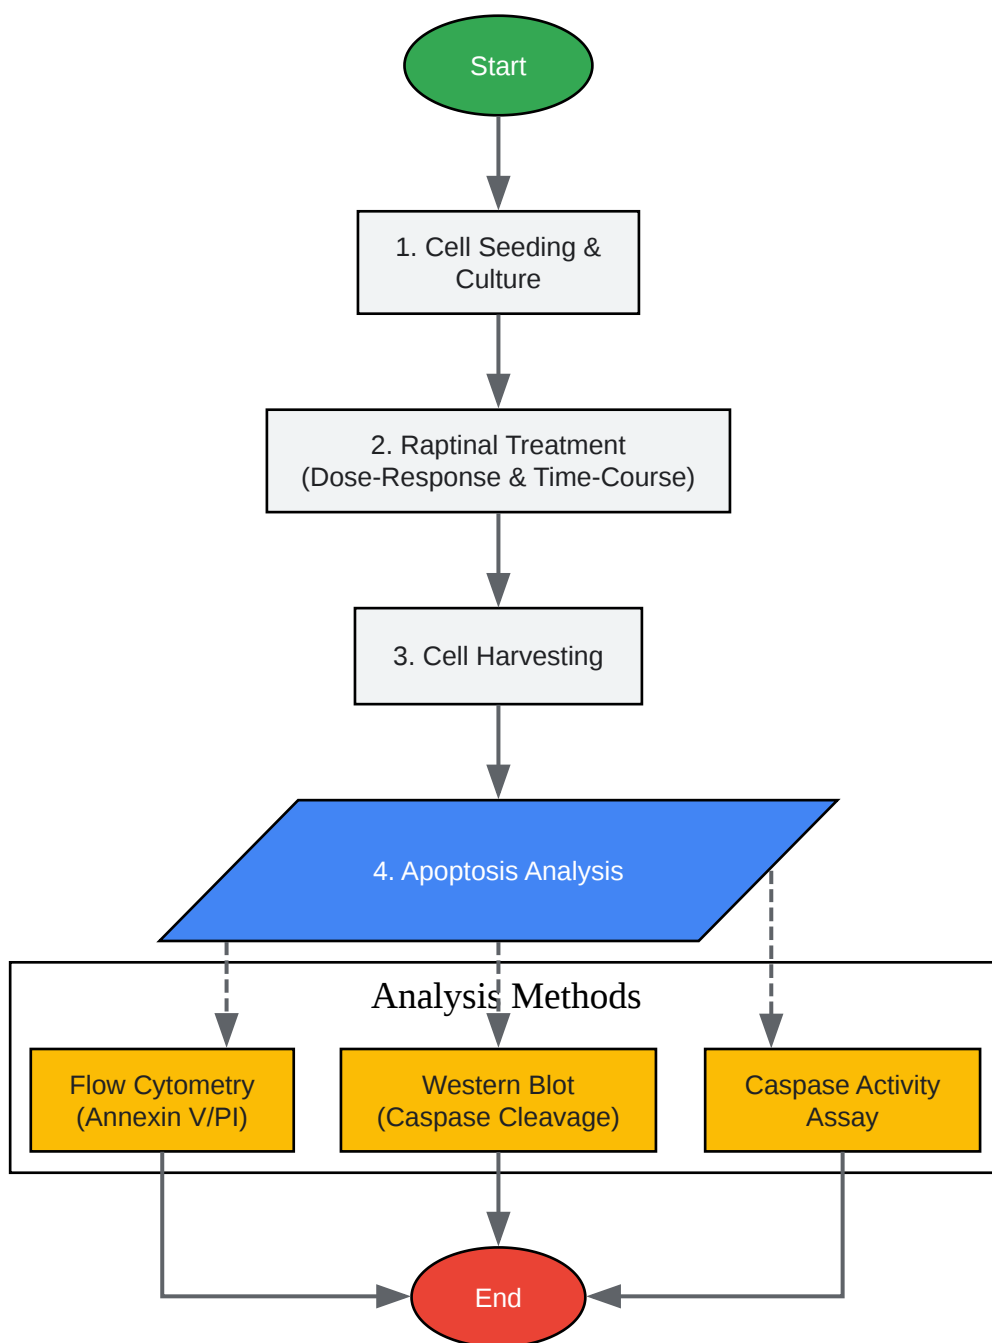 Start
1. Cell Seeding &
Culture
2. Raptinal Treatment
(Dose-Response & Time-Course)
3. Cell Harvesting
4. Apoptosis Analysis
Analysis Methods
Flow Cytometry
(Annexin V/PI)
Western Blot
(Caspase Cleavage)
Caspase Activity
Assay
End